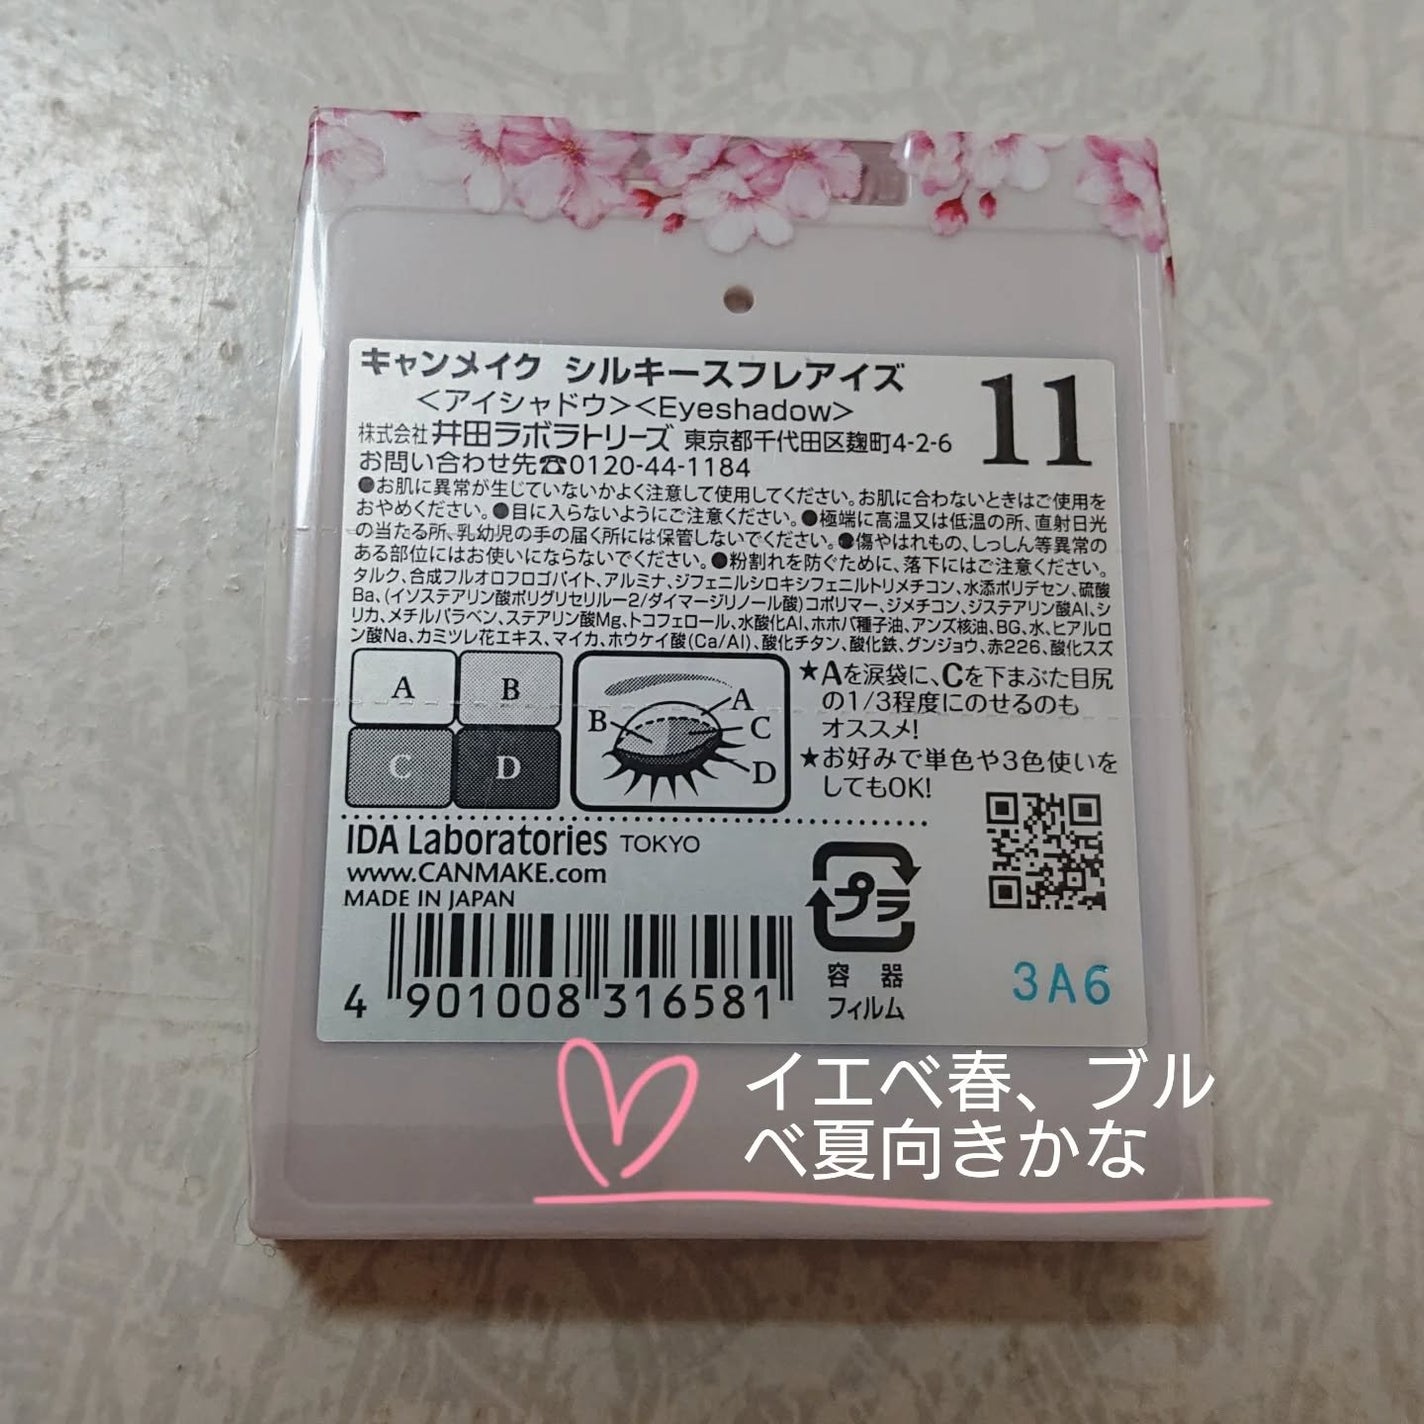 キャンメイク シルキースフレアイズ
＜アイシャドウ＞＜Eyeshadow＞
11
株式会社 井田ラボラトリーズ 東京都千代田区麹町4-2-6
お問い合わせ先☎0120-44-1184
●お肌に異常が生じていないかよく注意して使用してください。お肌に合わないときはご使用を
おやめください。●目に入らないようにご注意ください。●極端に高温又は低温の所、直射日光
の当たる所、乳幼児の手の届く所には保管しないでください。●傷やはれもの、しっしん等異常の
ある部位にはお使いにならないでください。●粉割れを防ぐために、落下にはご注意ください。
タルク、合成フルオロフロゴパイト、アルミナ、ジフェニルシロキシフェニルトリメチコン、水添ポリデセン、硫酸
Ba、(イソステアリン酸ポリグリセリル-2/ダイマージリノール酸)コポリマー、ジメチコン、ジステアリン酸Al、シ
リカ、メチルパラベン、ステアリン酸Mg、トコフェロール、水酸化Al、ホホバ種子油、アンズ核油、BG、水、ヒアルロ
ン酸Na、カミツレ花エキス、マイカ、ホウケイ酸(Ca/Al)、酸化チタン、酸化鉄、グンジョウ、赤226、酸化スズ
A B
C D
A
B C
D
★Aを涙袋に、Cを下まぶた目尻
の1/3程度にのせるのも
オススメ!
★お好みで単色や3色使いを
してもOK!
IDA Laboratories TOKYO
www.CANMAKE.com
MADE IN JAPAN
4 901008 316581
プラ
容 器
フィルム
3A6
イエベ春、ブル
ベ夏向きかな